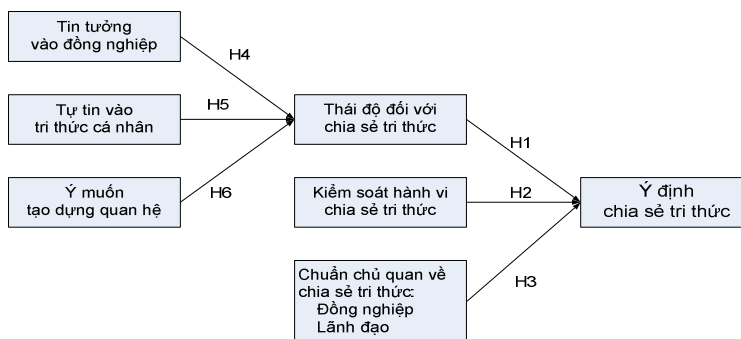 Tin tưởng
vào đồng nghiệp
H4
Tự tin vào
tri thức cá nhân
H5
Ý muốn
tạo dựng quan hệ
H6
Thái độ đối với
chia sẻ tri thức
H1
Kiểm soát hành vi
chia sẻ tri thức
H2
Chuẩn chủ quan về
chia sẻ tri thức:
Đồng nghiệp
Lãnh đạo
H3
Ý định
chia sẻ tri thức